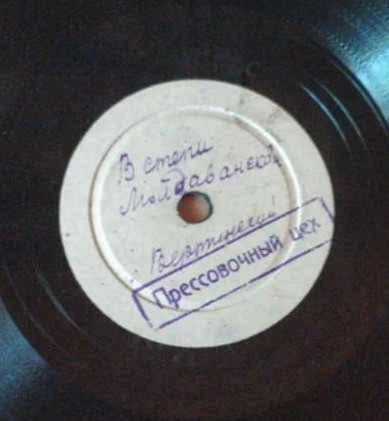 В степи
Молдаванской
Вертинский
Прессовочный цех